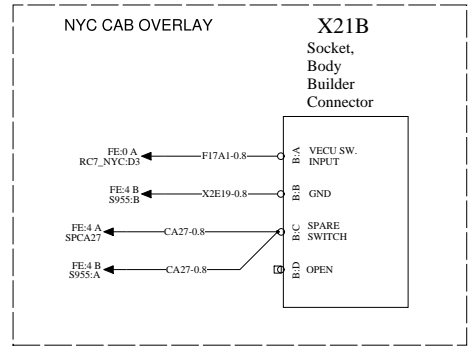 NYC CAB OVERLAY
X21B
Socket,
Body
Builder
Connector
FE:0 A
RC7_NYC:D3
F17A1-0.8
B:A
VECU SW.
INPUT
FE:4 B
S955:B
X2E19-0.8
B:B
GND
FE:4 A
SPCA27
CA27-0.8
B:C
SPARE
SWITCH
FE:4 B
S955:A
CA27-0.8
B:D
OPEN